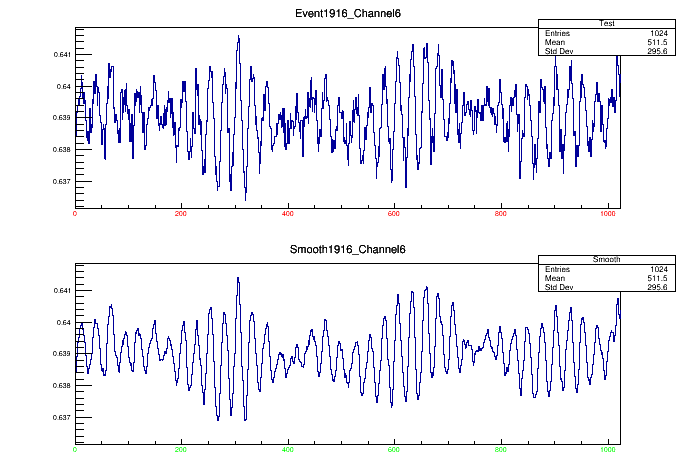 Event1916_Channel6
Test
Entries 1024
Mean 511.5
Std Dev 295.6
0.641
0.64
0.639
0.638
0.637
0 200 400 600 800 1000
Smooth1916_Channel6
Smooth
Entries 1024
Mean 511.5
Std Dev 295.6
0.641
0.64
0.639
0.638
0.637
0 200 400 600 800 1000